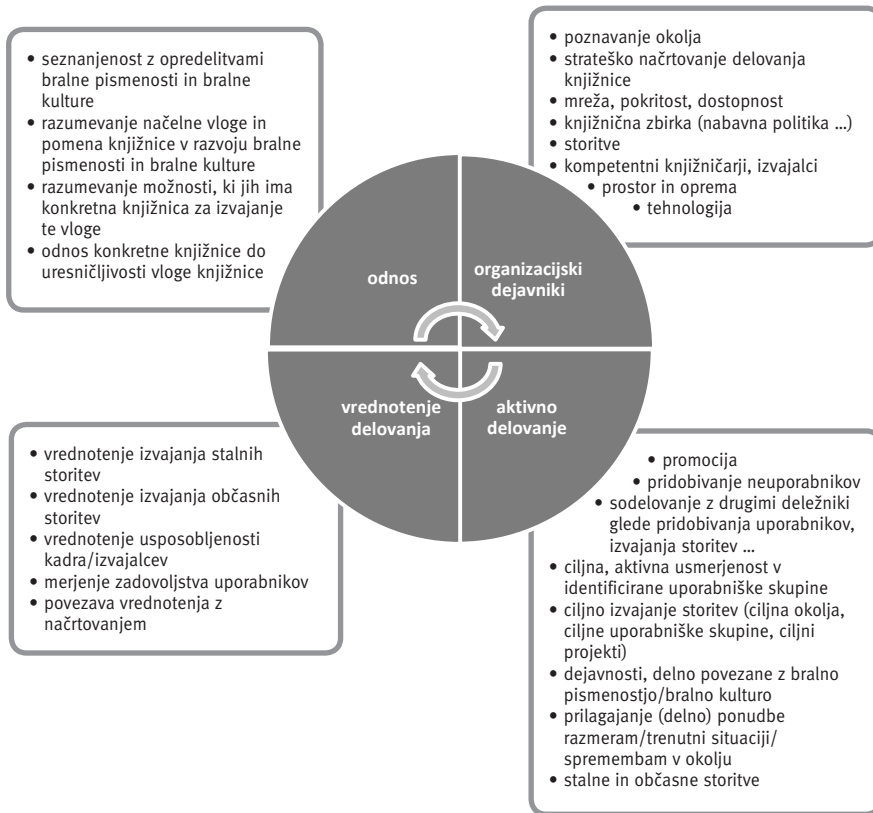 • seznanjenost z opredelitvami
bralne pismenosti in bralne
kulture
• razumevanje načelne vloge in
pomena knjižnice v razvoju bralne
pismenosti in bralne kulture
• razumevanje možnosti, ki jih ima
konkretna knjižnica za izvajanje
te vloge
• odnos konkretne knjižnice do
uresničljivosti vloge knjižnice
• poznavanje okolja
• strateško načrtovanje delovanja
knjižnice
• mreža, pokritost, dostopnost
• knjižnična zbirka (nabavna politika ...)
• storitve
• kompetentni knjižničarji, izvajalci
• prostor in oprema
• tehnologija
odnos
organizacijski
dejavniki
vrednotenje
delovanja
aktivno
delovanje
• vrednotenje izvajanja stalnih
storitev
• vrednotenje izvajanja občasnih
storitev
• vrednotenje usposobljenosti
kadra/izvajalcev
• merjenje zadovoljstva uporabnikov
• povezava vrednotenja z
načrtovanjem
• promocija
• pridobivanje neuporabnikov
• sodelovanje z drugimi deležniki
glede pridobivanja uporabnikov,
izvajanja storitev ...
• ciljna, aktivna usmerjenost v
identificirane uporabniške skupine
• ciljno izvajanje storitev (ciljna okolja,
ciljne uporabniške skupine, ciljni
projekti)
• dejavnosti, delno povezane z bralno
pismenostjo/bralno kulturo
• prilagajanje (delno) ponudbe
razmeram/trenutni situaciji/
spremembam v okolju
• stalne in občasne storitve